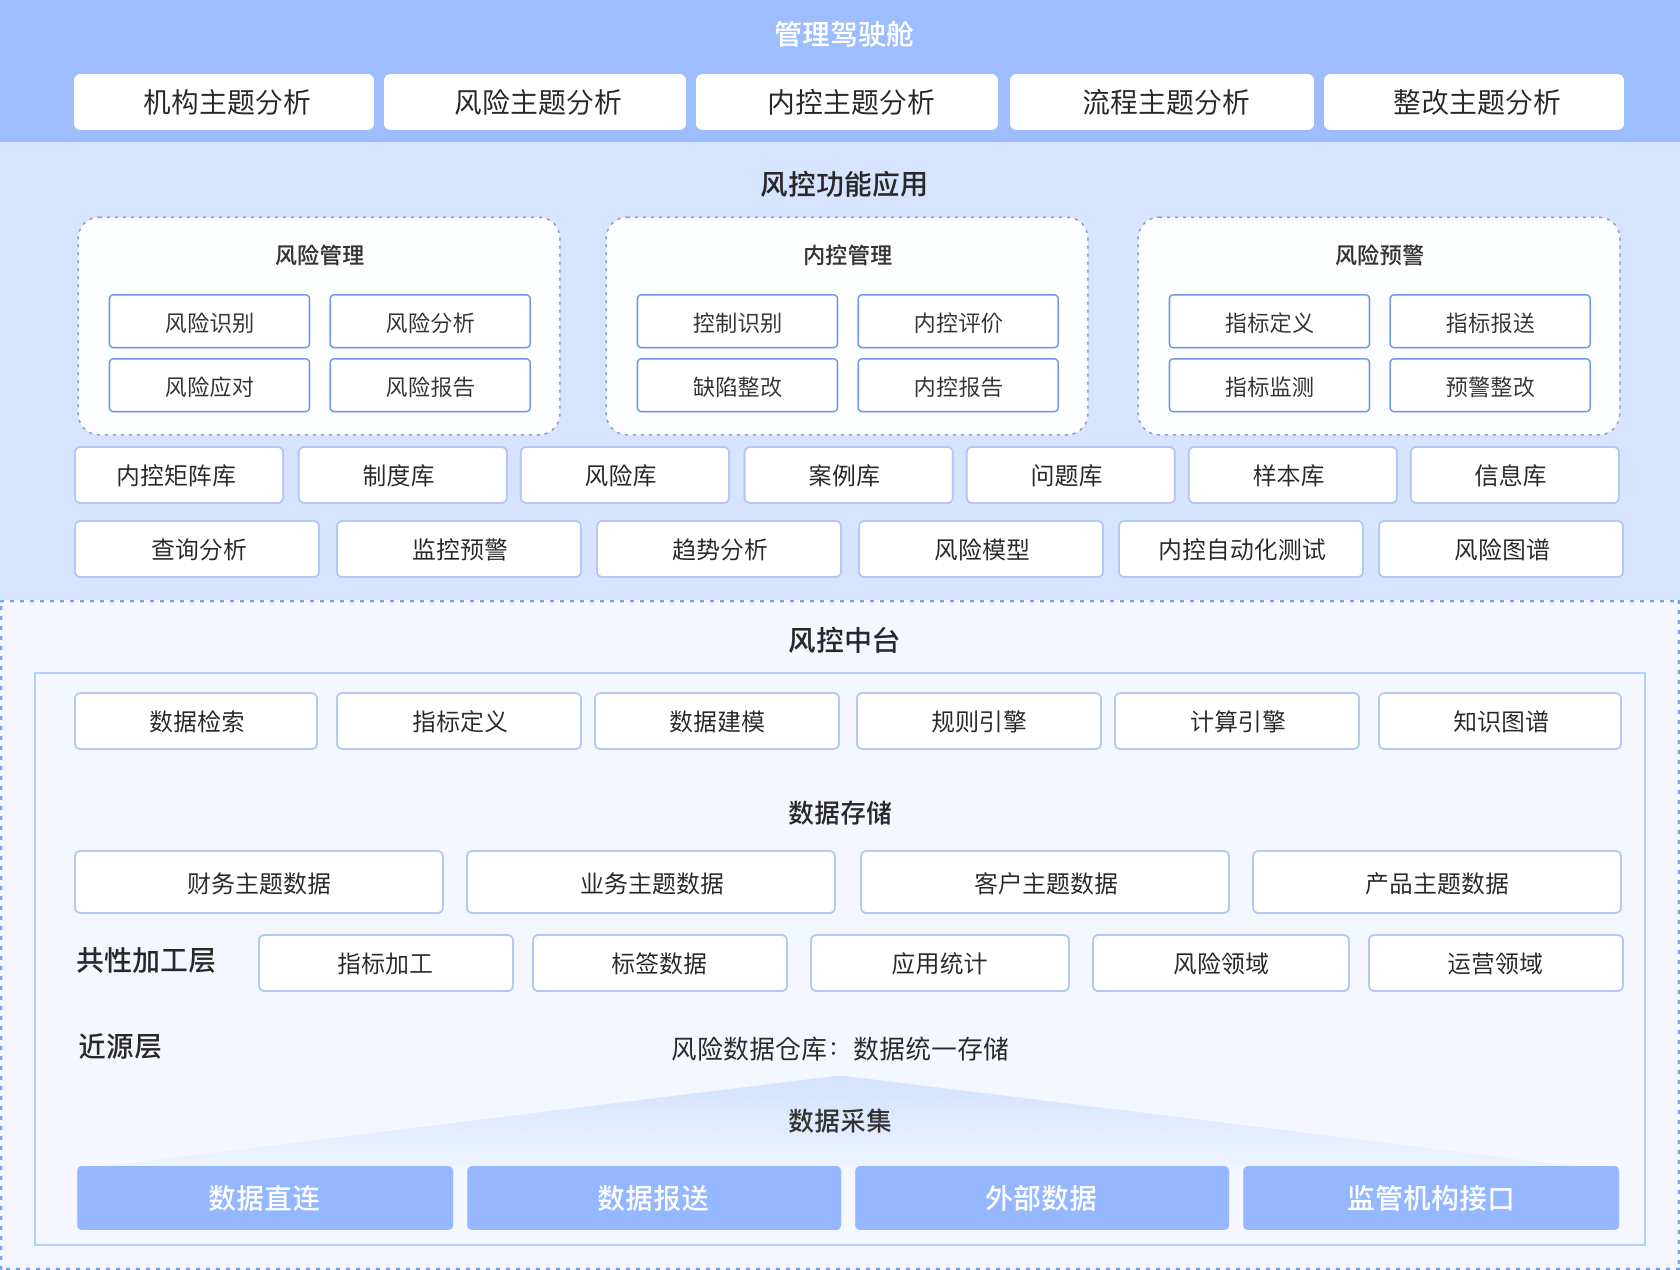 管理驾驶舱
机构主题分析 风险主题分析 内控主题分析 流程主题分析 整改主题分析
风控功能应用
风险管理 内控管理 风险预警
风险识别 风险分析 控制识别 内控评价 指标定义 指标报送
风险应对 风险报告 缺陷整改 内控报告 指标监测 预警整改
内控矩阵库 制度库 风险库 案例库 问题库 样本库 信息库
查询分析 监控预警 趋势分析 风险模型 内控自动化测试 风险图谱
风控中台
数据检索 指标定义 数据建模 规则引擎 计算引擎 知识图谱
数据存储
财务主题数据 业务主题数据 客户主题数据 产品主题数据
共性加工层 指标加工 标签数据 应用统计 风险领域 运营领域
近源层 风险数据仓库：数据统一存储
数据采集
数据直连 数据报送 外部数据 监管机构接口